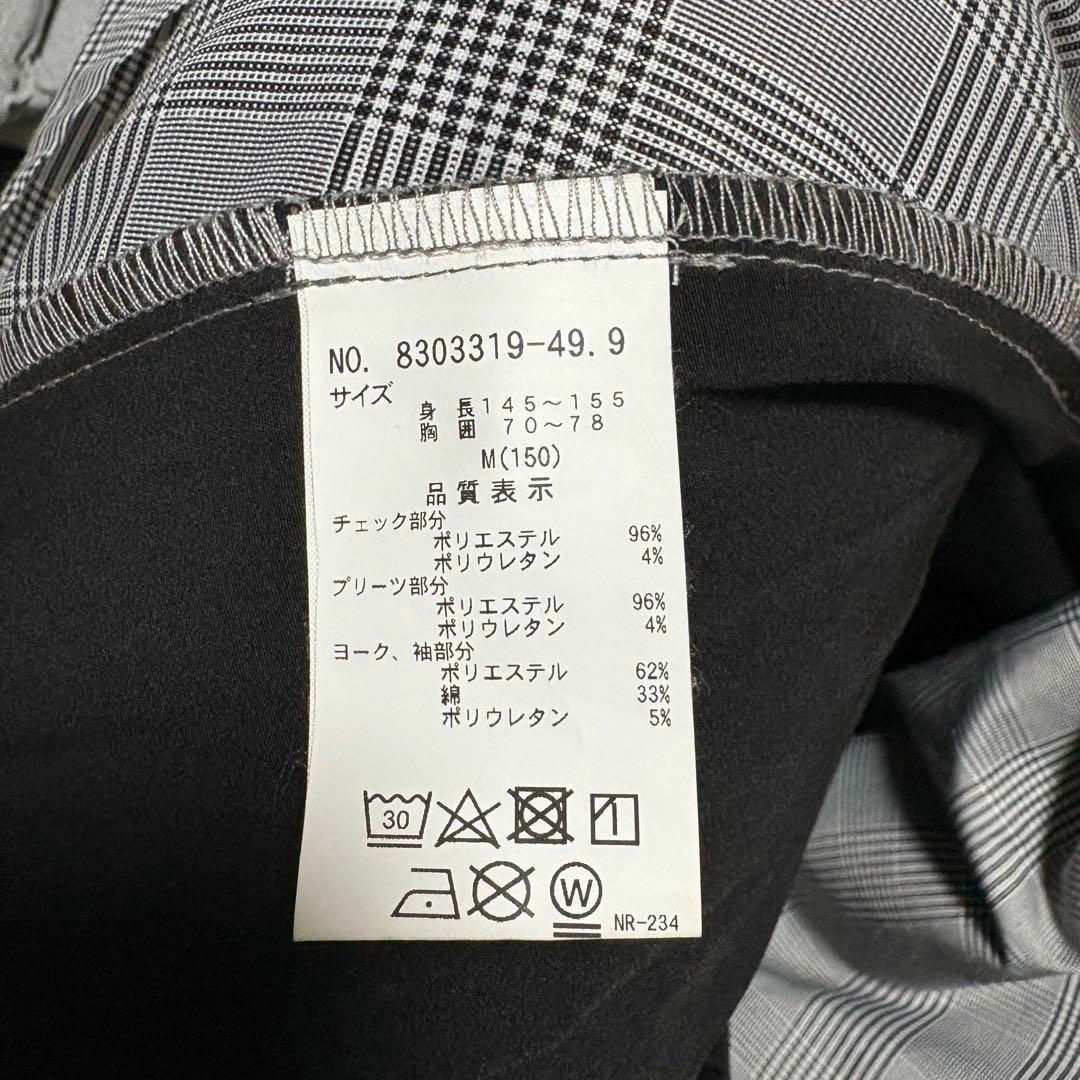 NO. 8303319-49.9
サイズ
身 長 145～155
胸 囲 70～78
M(150)
品質表示
チェック部分
ポリエステル 96%
ポリウレタン 4%
プリーツ部分
ポリエステル 96%
ポリウレタン 4%
ヨーク、袖部分
ポリエステル 62%
綿 33%
ポリウレタン 5%
30
W
NR-234